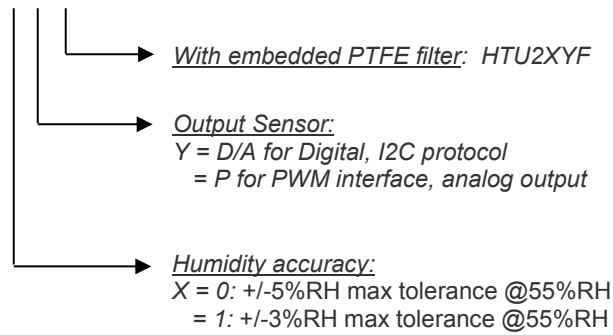 With embedded PTFE filter: HTU2XYF
Output Sensor:
Y = D/A for Digital, I2C protocol
= P for PWM interface, analog output
Humidity accuracy:
X = 0: +/-5%RH max tolerance @55%RH
= 1: +/-3%RH max tolerance @55%RH